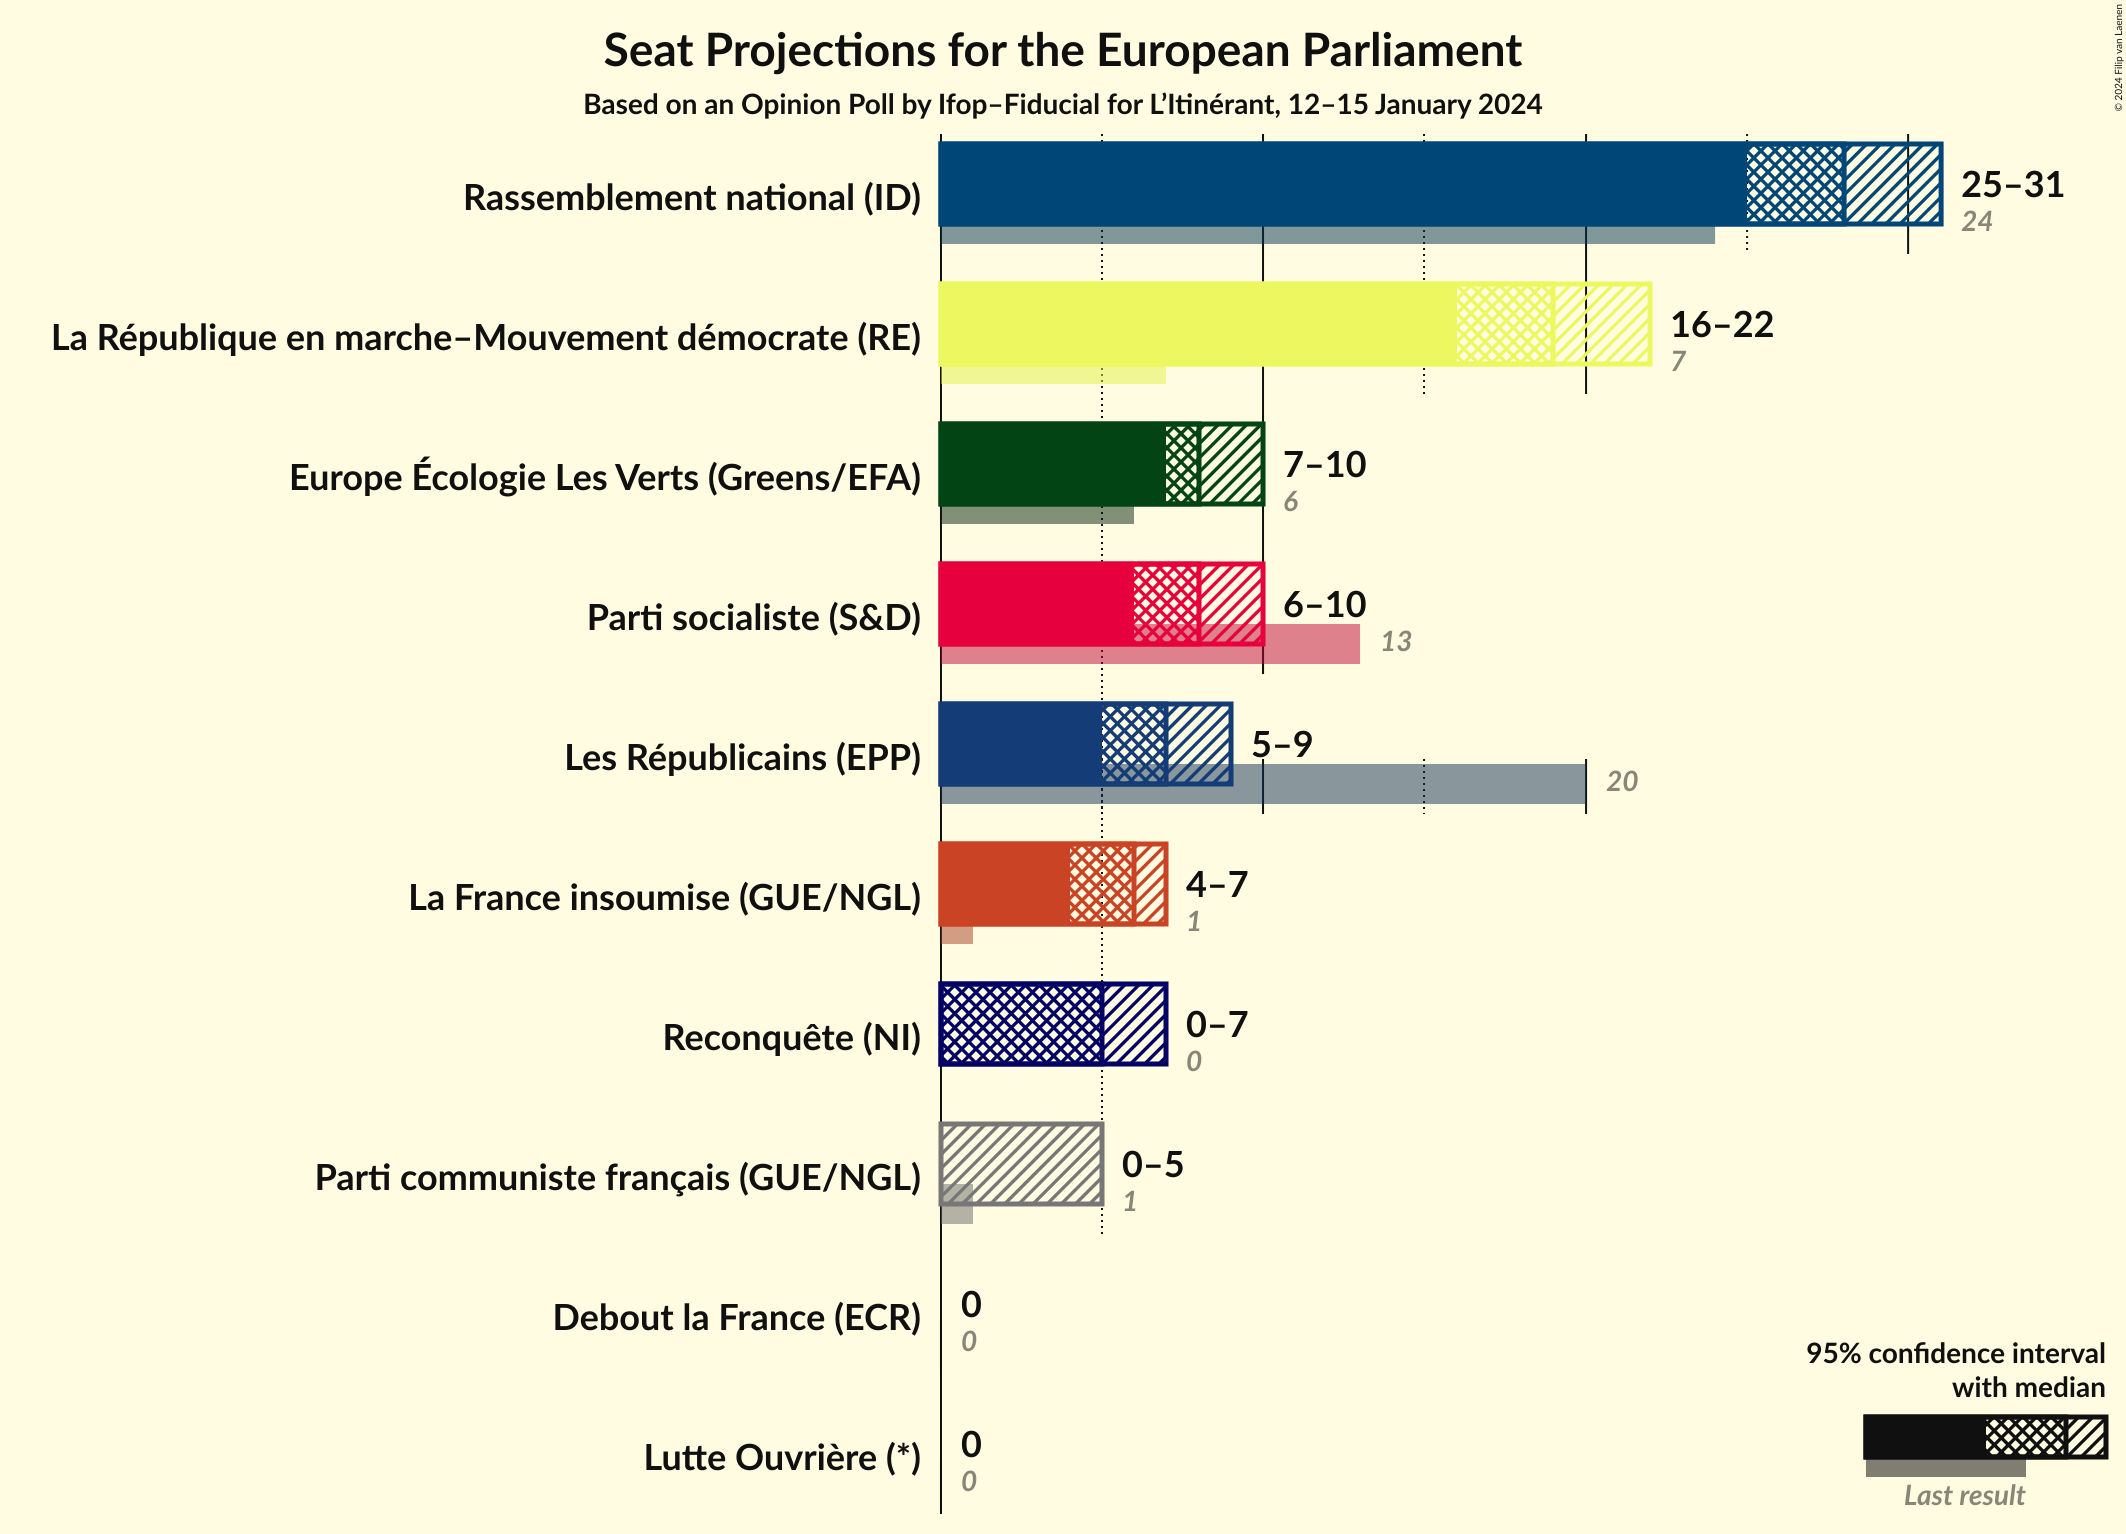 Seat Projections for the European Parliament
Based on an Opinion Poll by Ifop–Fiducial for L’Itinérant, 12–15 January 2024
© 2024 Filip van Laenen
Rassemblement national (ID)
25–31
24
La République en marche–Mouvement démocrate (RE)
16–22
7
Europe Écologie Les Verts (Greens/EFA)
7–10
6
Parti socialiste (S&D)
6–10
13
Les Républicains (EPP)
5–9
20
La France insoumise (GUE/NGL)
4–7
1
Reconquête (NI)
0–7
0
Parti communiste français (GUE/NGL)
0–5
1
Debout la France (ECR)
0
0
Lutte Ouvrière (*)
0
0
95% confidence interval
with median
Last result